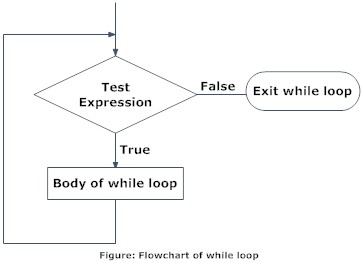 Test
Expression
False
Exit while loop
True
Body of while loop
Figure: Flowchart of while loop